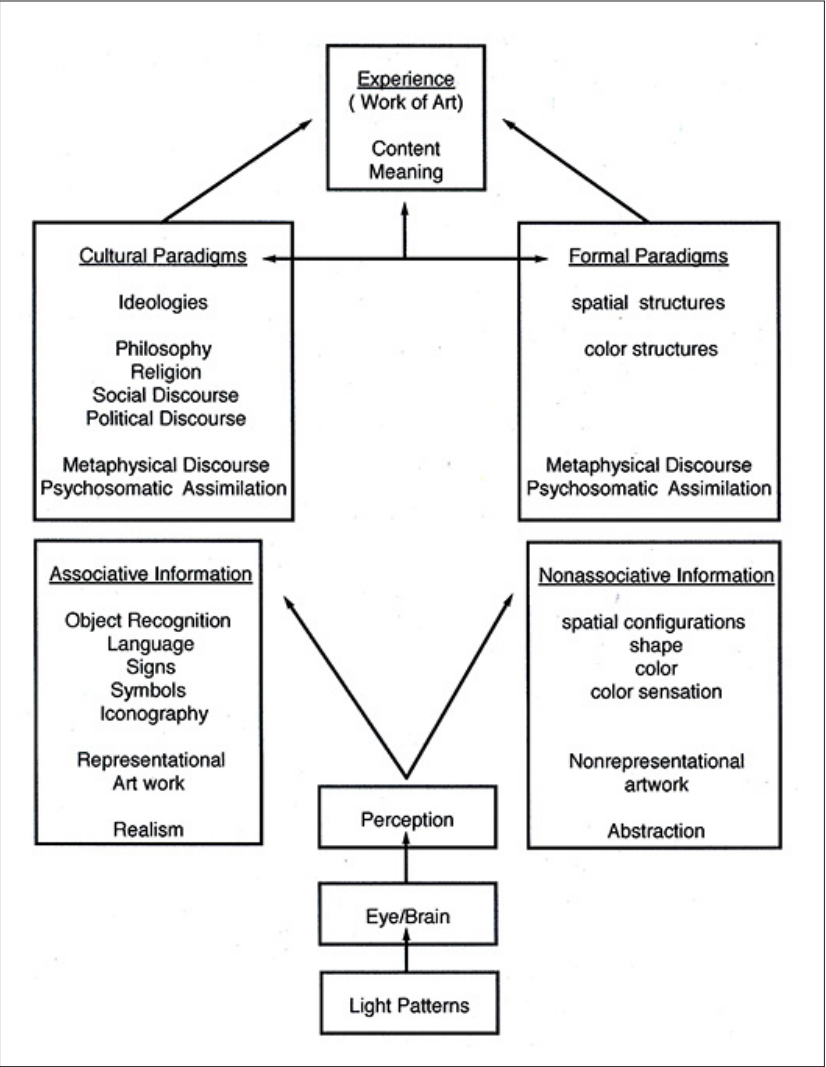 Experience
( Work of Art)
Content
Meaning
Cultural Paradigms
Ideologies
Philosophy
Religion
Social Discourse
Political Discourse
Metaphysical Discourse
Psychosomatic Assimilation
Formal Paradigms
spatial structures
color structures
Metaphysical Discourse
Psychosomatic Assimilation
Associative Information
Object Recognition
Language
Signs
Symbols
Iconography
Representational
Art work
Realism
Nonassociative Information
spatial configurations
shape
color
color sensation
Nonrepresentational
artwork
Abstraction
Perception
Eye/Brain
Light Patterns